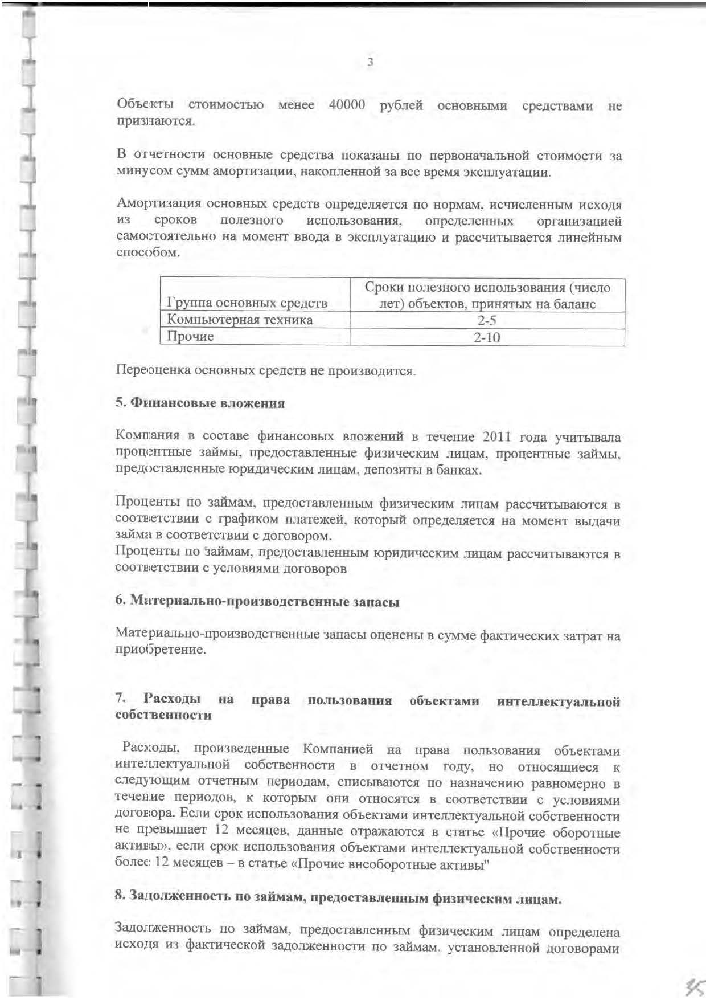 3
Объекты стоимостью менее 40000 рублей основными средствами не
признаются.
В отчетности основные средства показаны по первоначальной стоимости за
минусом сумм амортизации, накопленной за все время эксплуатации.
Амортизация основных средств определяется по нормам, исчисленным исходя
из сроков полезного использования, определенных организацией
самостоятельно на момент ввода в эксплуатацию и рассчитывается линейным
способом.
Группа основных средств
Сроки полезного использования (число
лет) объектов, принятых на баланс
Компьютерная техника 2-5
Прочие 2-10
Переоценка основных средств не производится.
5. Финансовые вложения
Компания в составе финансовых вложений в течение 2011 года учитывала
процентные займы, предоставленные физическим лицам, процентные займы,
предоставленные юридическим лицам, депозиты в банках.
Проценты по займам, предоставленным физическим лицам рассчитываются в
соответствии с графиком платежей, который определяется на момент выдачи
займа в соответствии с договором.
Проценты по займам, предоставленным юридическим лицам рассчитываются в
соответствии с условиями договоров
6. Материально-производственные запасы
Материально-производственные запасы оценены в сумме фактических затрат на
приобретение.
7. Расходы на права пользования объектами интеллектуальной
собственности
Расходы, произведенные Компанией на права пользования объектами
интеллектуальной собственности в отчетном году, но относящиеся к
следующим отчетным периодам, списываются по назначению равномерно в
течение периодов, к которым они относятся в соответствии с условиями
договора. Если срок использования объектами интеллектуальной собственности
не превышает 12 месяцев, данные отражаются в статье «Прочие оборотные
активы», если срок использования объектами интеллектуальной собственности
более 12 месяцев – в статье «Прочие внеоборотные активы"
8. Задолженность по займам, предоставленным физическим лицам.
Задолженность по займам, предоставленным физическим лицам определена
исходя из фактической задолженности по займам, установленной договорами